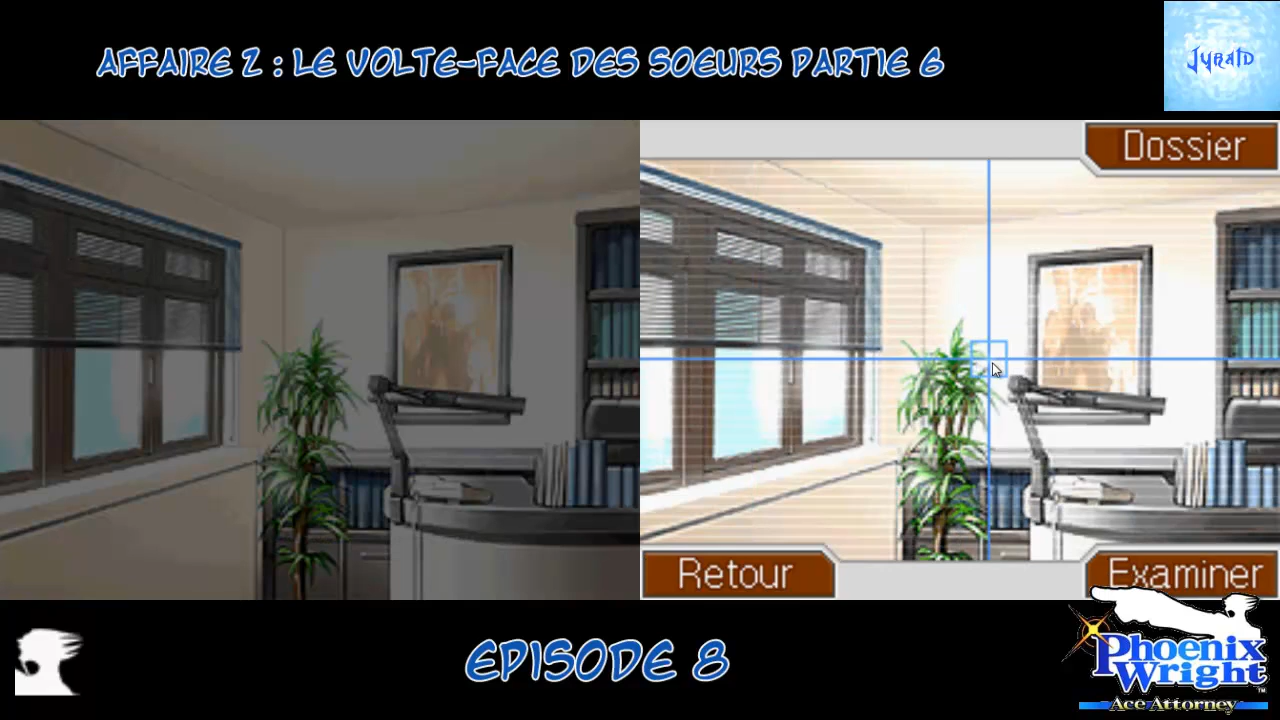 AFFAIRE 2 : LE VOLTE-FACE DES SOEURS PARTIE 6
JYRAID
Dossier
Retour
Examiner
EPISODE 8
Phoenix
Wright
TM
Ace Attorney